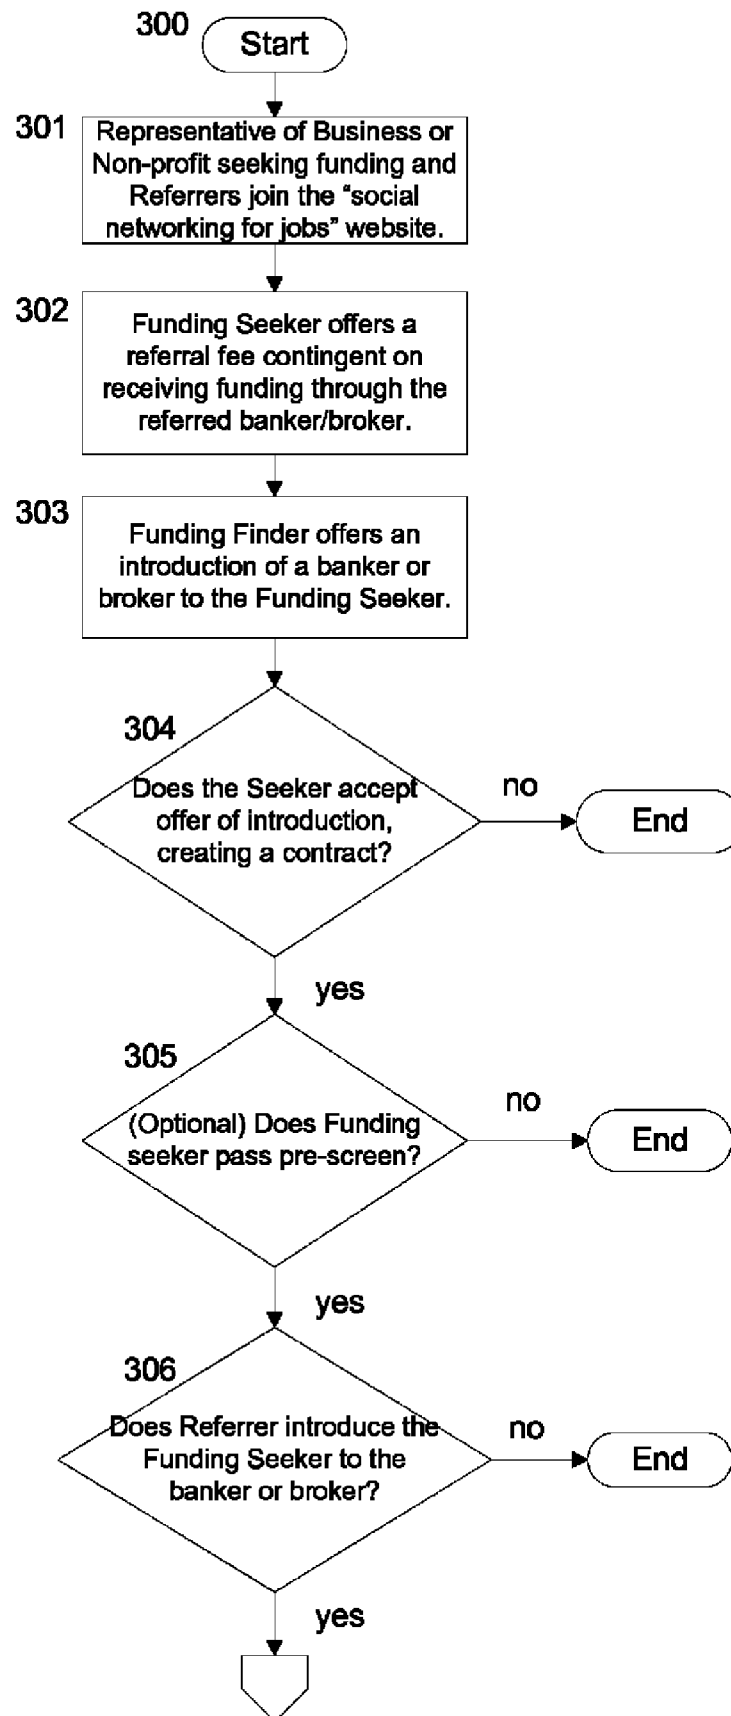 300
Start
301
Representative of Business or
Non-profit seeking funding and
Referrers join the “social
networking for jobs” website.
302
Funding Seeker offers a
referral fee contingent on
receiving funding through the
referred banker/broker.
303
Funding Finder offers an
introduction of a banker or
broker to the Funding Seeker.
304
Does the Seeker accept
offer of introduction,
creating a contract?
no
End
yes
305
(Optional) Does Funding
seeker pass pre-screen?
no
End
yes
306
Does Referrer introduce the
Funding Seeker to the
banker or broker?
no
End
yes